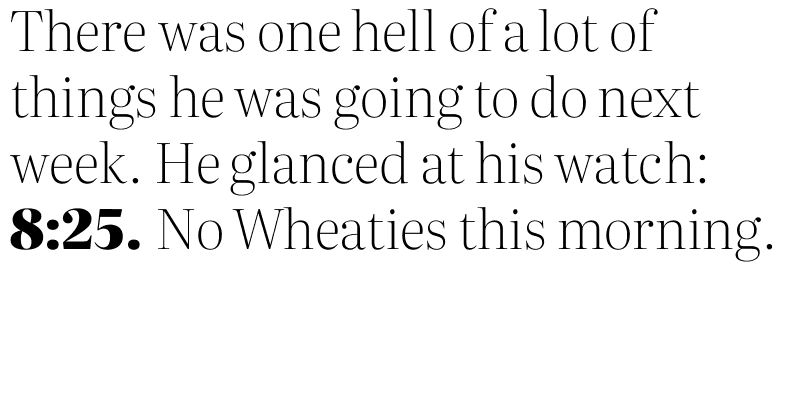 There was one hell of a lot of
things he was going to do next
week. He glanced at his watch:
8:25. No Wheaties this morning.